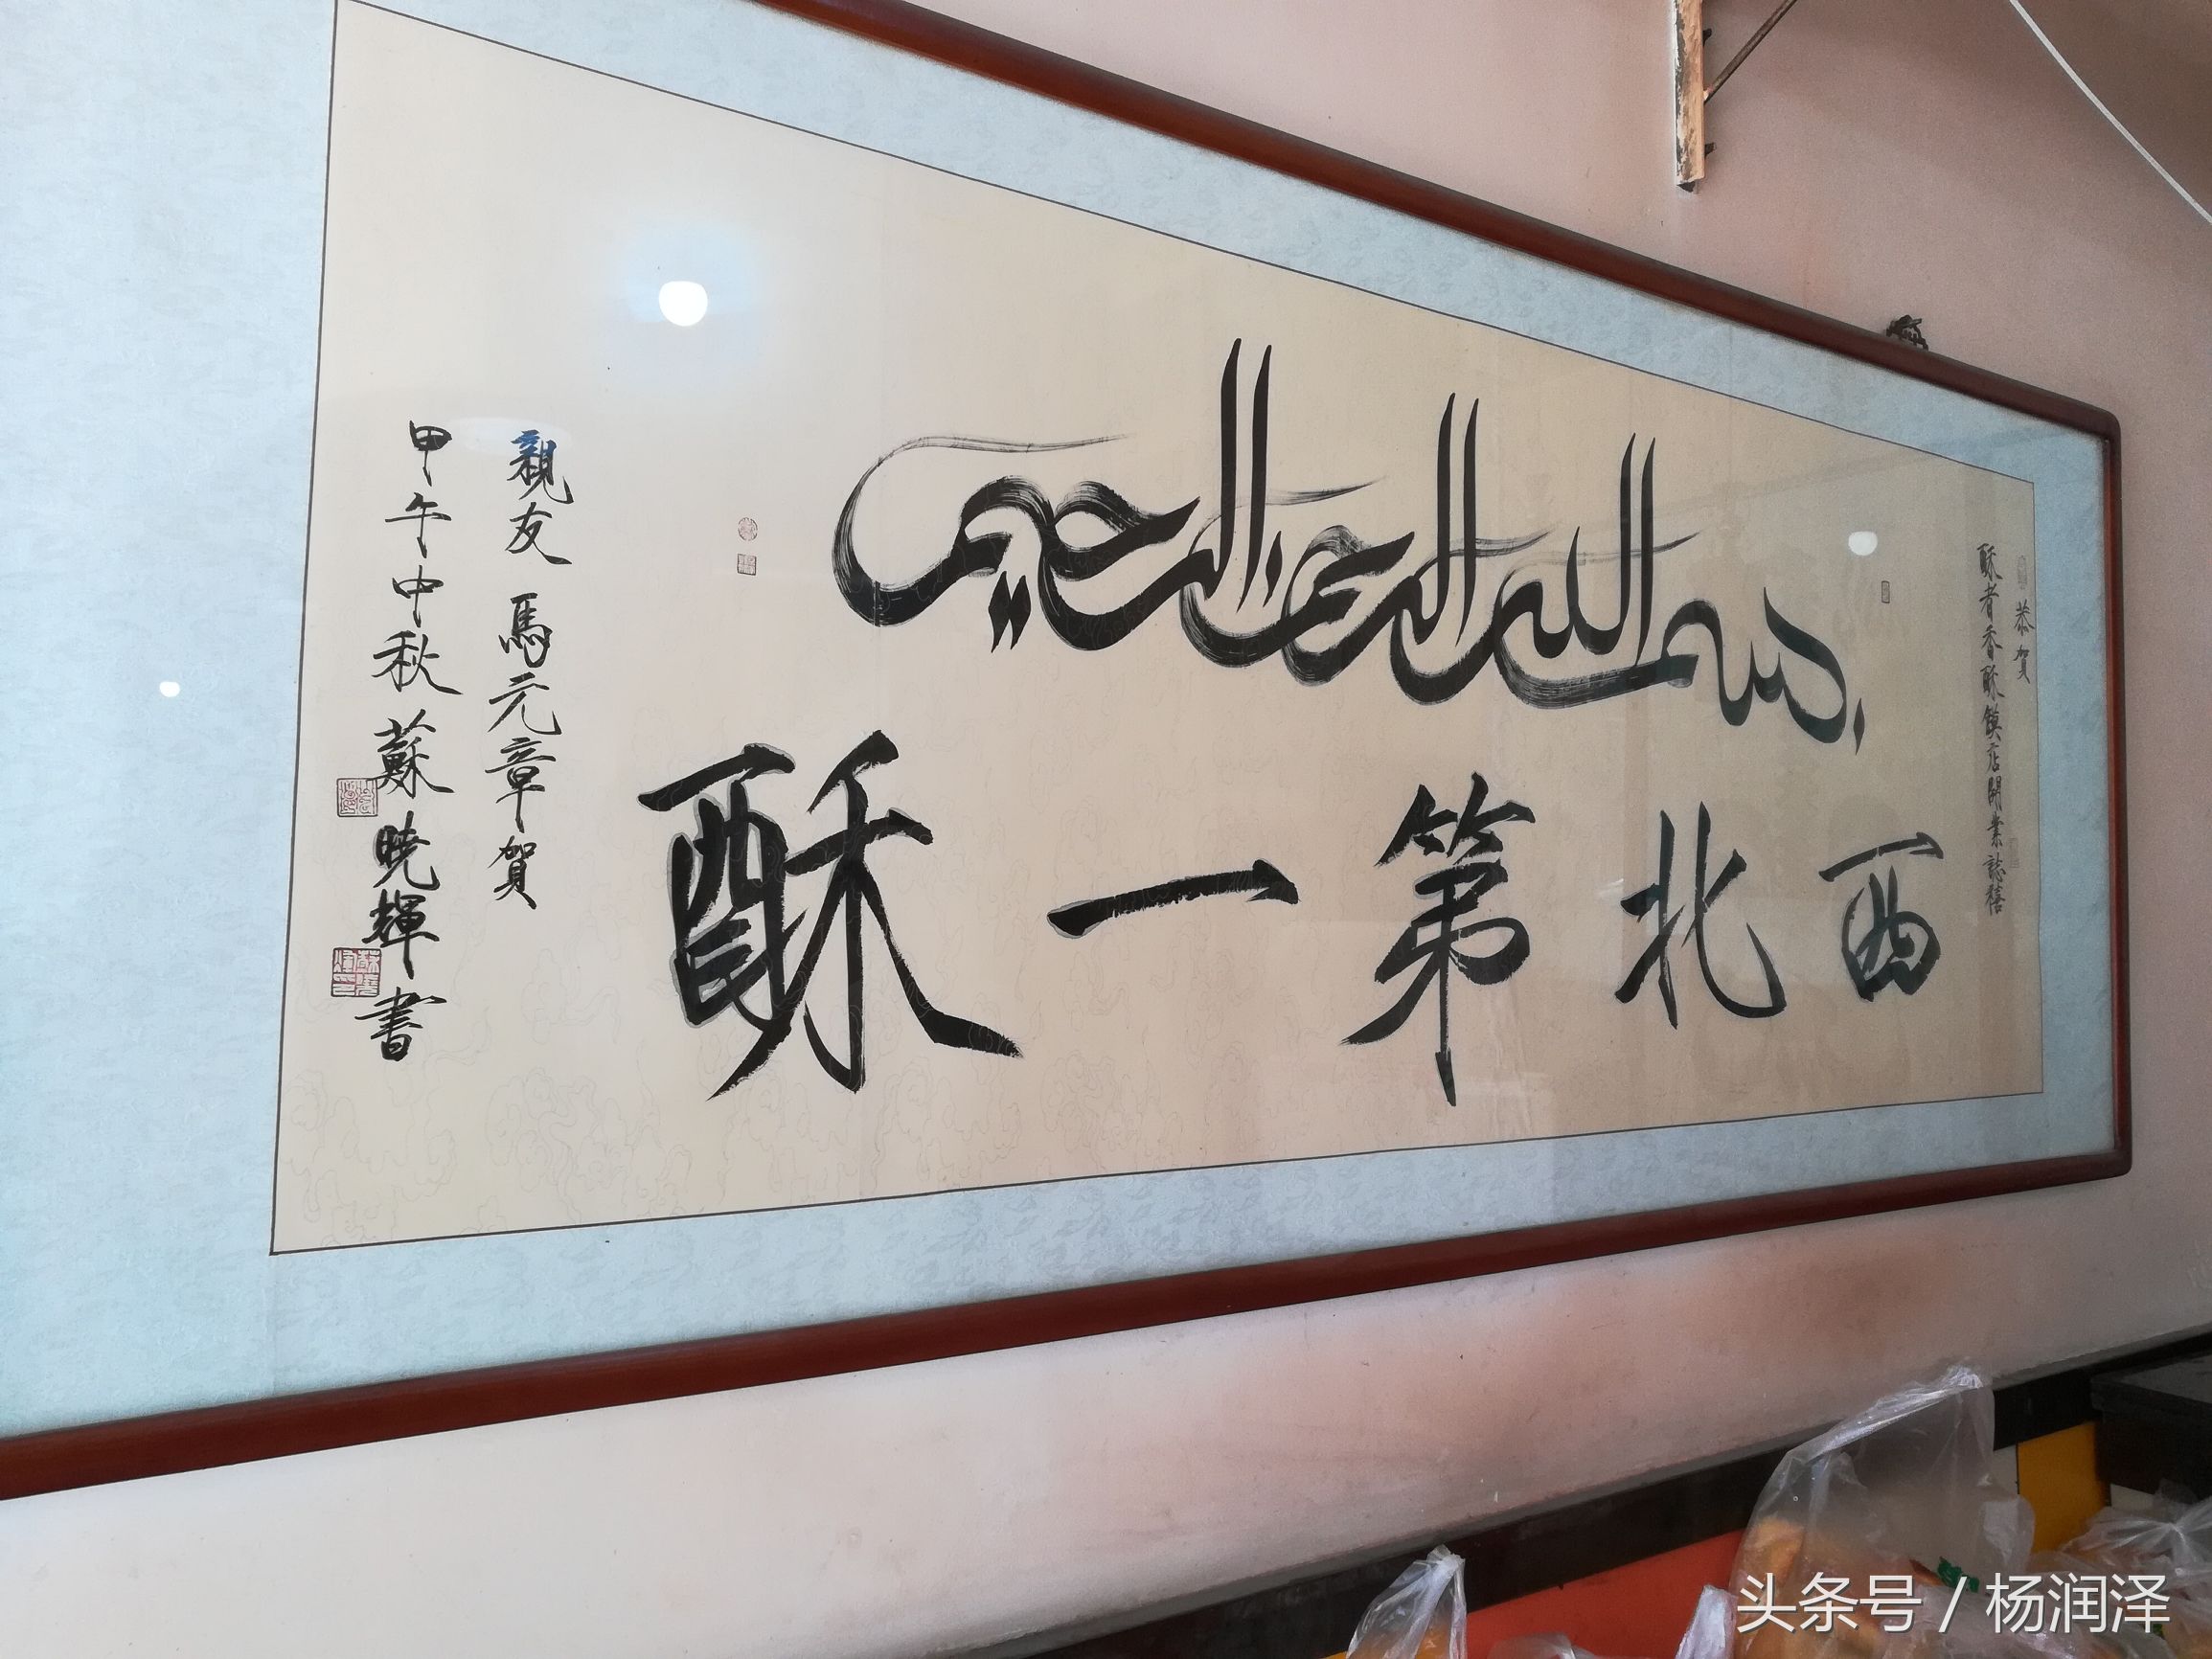 恭賀
酥者香酥饃店開業誌禧
بسم الله الرحمن الرحيم
西北第一酥
親友 馬元章賀
甲午中秋蘇曉輝書
头条号 / 杨润泽